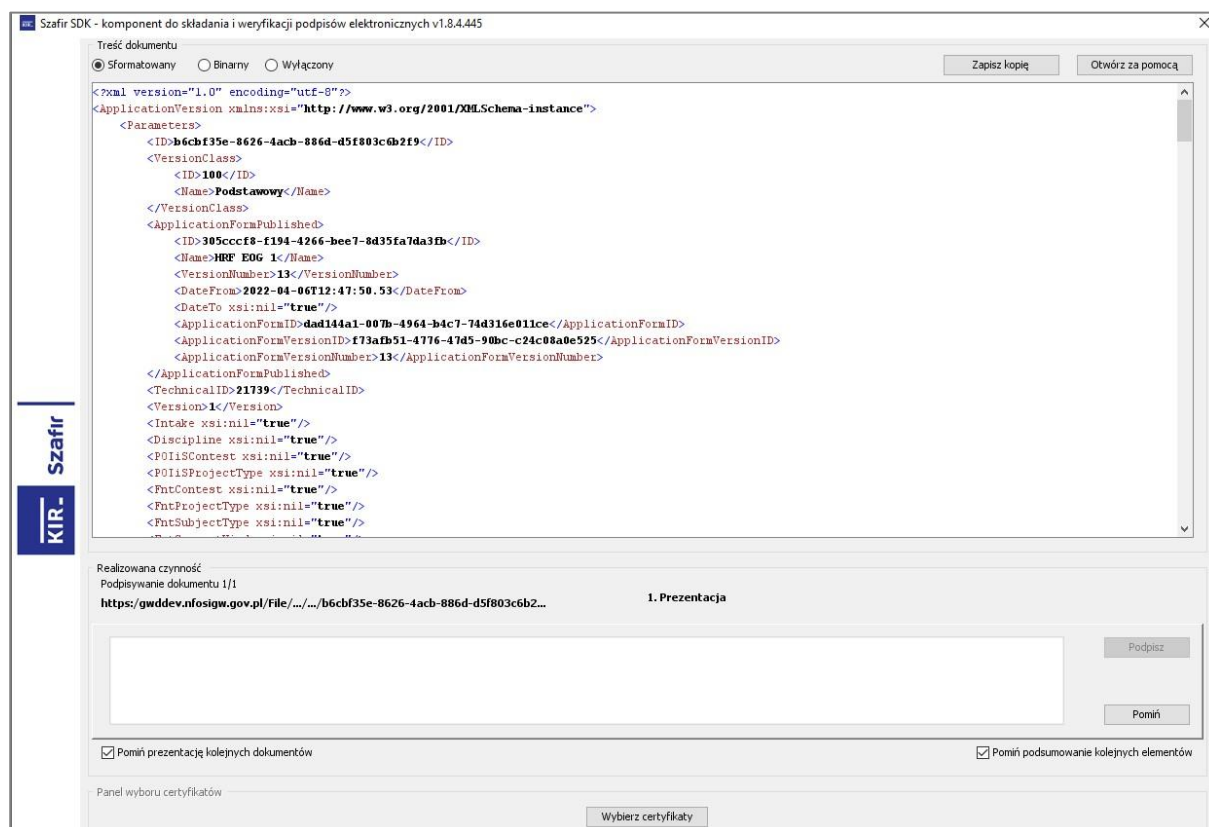 Szafir SDK - komponent do składania i weryfikacji podpisów elektronicznych v1.8.4.445
Treść dokumentu
Sformatowany Binarny Wyłączony Zapisz kopię Otwórz za pomocą
<?xml version="1.0" encoding="utf-8"?>
<ApplicationVersion xmlns:xsi="http://www.w3.org/2001/XMLSchema-instance">
<Parameters>
<ID>b6cbf35e-8626-4acb-886d-d5f803c6b2f9</ID>
<VersionClass>
<ID>100</ID>
<Name>Podstawowy</Name>
</VersionClass>
<ApplicationFormPublished>
<ID>305cccf8-f194-4266-bee7-8d35fa7da3fb</ID>
<Name>HRF EOG 1</Name>
<VersionNumber>13</VersionNumber>
<DateFrom>2022-04-06T12:47:50.53</DateFrom>
<DateTo xsi:nil="true"/>
<ApplicationFormID>dad144a1-007b-4964-b4c7-74d316e011ce</ApplicationFormID>
<ApplicationFormVersionID>f73afb51-4776-47d5-90bc-c24c08a0e525</ApplicationFormVersionID>
<ApplicationFormVersionNumber>13</ApplicationFormVersionNumber>
</ApplicationFormPublished>
<TechnicalID>21739</TechnicalID>
<Version>1</Version>
<Intake xsi:nil="true"/>
<Discipline xsi:nil="true"/>
<POIiSContest xsi:nil="true"/>
<POIiSProjectType xsi:nil="true"/>
<FntContest xsi:nil="true"/>
<FntProjectType xsi:nil="true"/>
<FntSubjectType xsi:nil="true"/>
KIR. Szafir
Realizowana czynność
Podpisywanie dokumentu 1/1
https:/gwddev.nfosigw.gov.pl/File/.../.../b6cbf35e-8626-4acb-886d-d5f803c6b2... 1. Prezentacja
Podpisz
Pomiń
Pomiń prezentację kolejnych dokumentów Pomiń podsumowanie kolejnych elementów
Panel wyboru certyfikatów
Wybierz certyfikaty